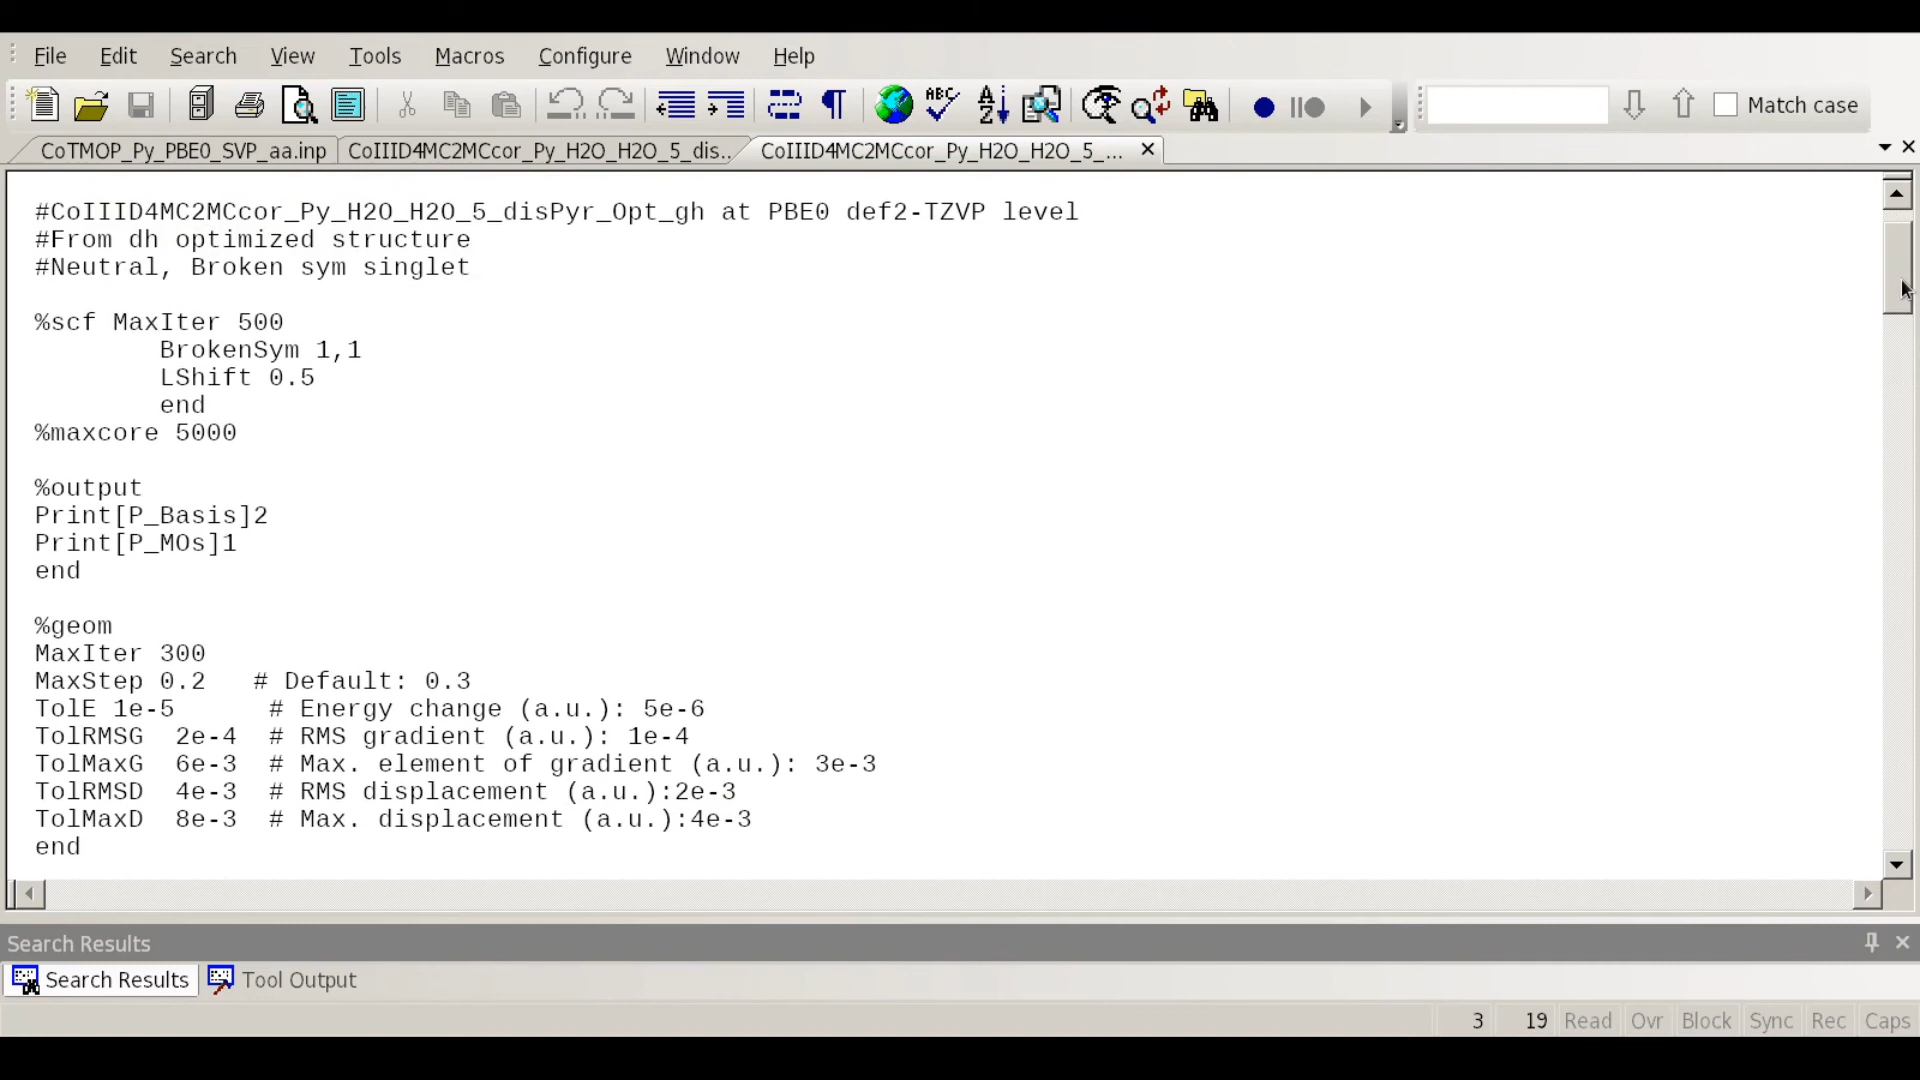 File Edit Search View Tools Macros Configure Window Help
ABC
A
Z
Match case
CoTMOP_Py_PBE0_SVP_aa.inp CoIIID4MC2MCcor_Py_H2O_H2O_5_dis.. CoIIID4MC2MCcor_Py_H2O_H2O_5_...
#CoIIID4MC2MCcor_Py_H2O_H2O_5_disPyr_Opt_gh at PBE0 def2-TZVP level
#From dh optimized structure
#Neutral, Broken sym singlet
%scf MaxIter 500
BrokenSym 1,1
LShift 0.5
end
%maxcore 5000
%output
Print[P_Basis]2
Print[P_MOs]1
end
%geom
MaxIter 300
MaxStep 0.2 # Default: 0.3
TolE 1e-5 # Energy change (a.u.): 5e-6
TolRMSG 2e-4 # RMS gradient (a.u.): 1e-4
TolMaxG 6e-3 # Max. element of gradient (a.u.): 3e-3
TolRMSD 4e-3 # RMS displacement (a.u.):2e-3
TolMaxD 8e-3 # Max. displacement (a.u.):4e-3
end
Search Results
Search Results Tool Output
3 19 Read Ovr Block Sync Rec Caps